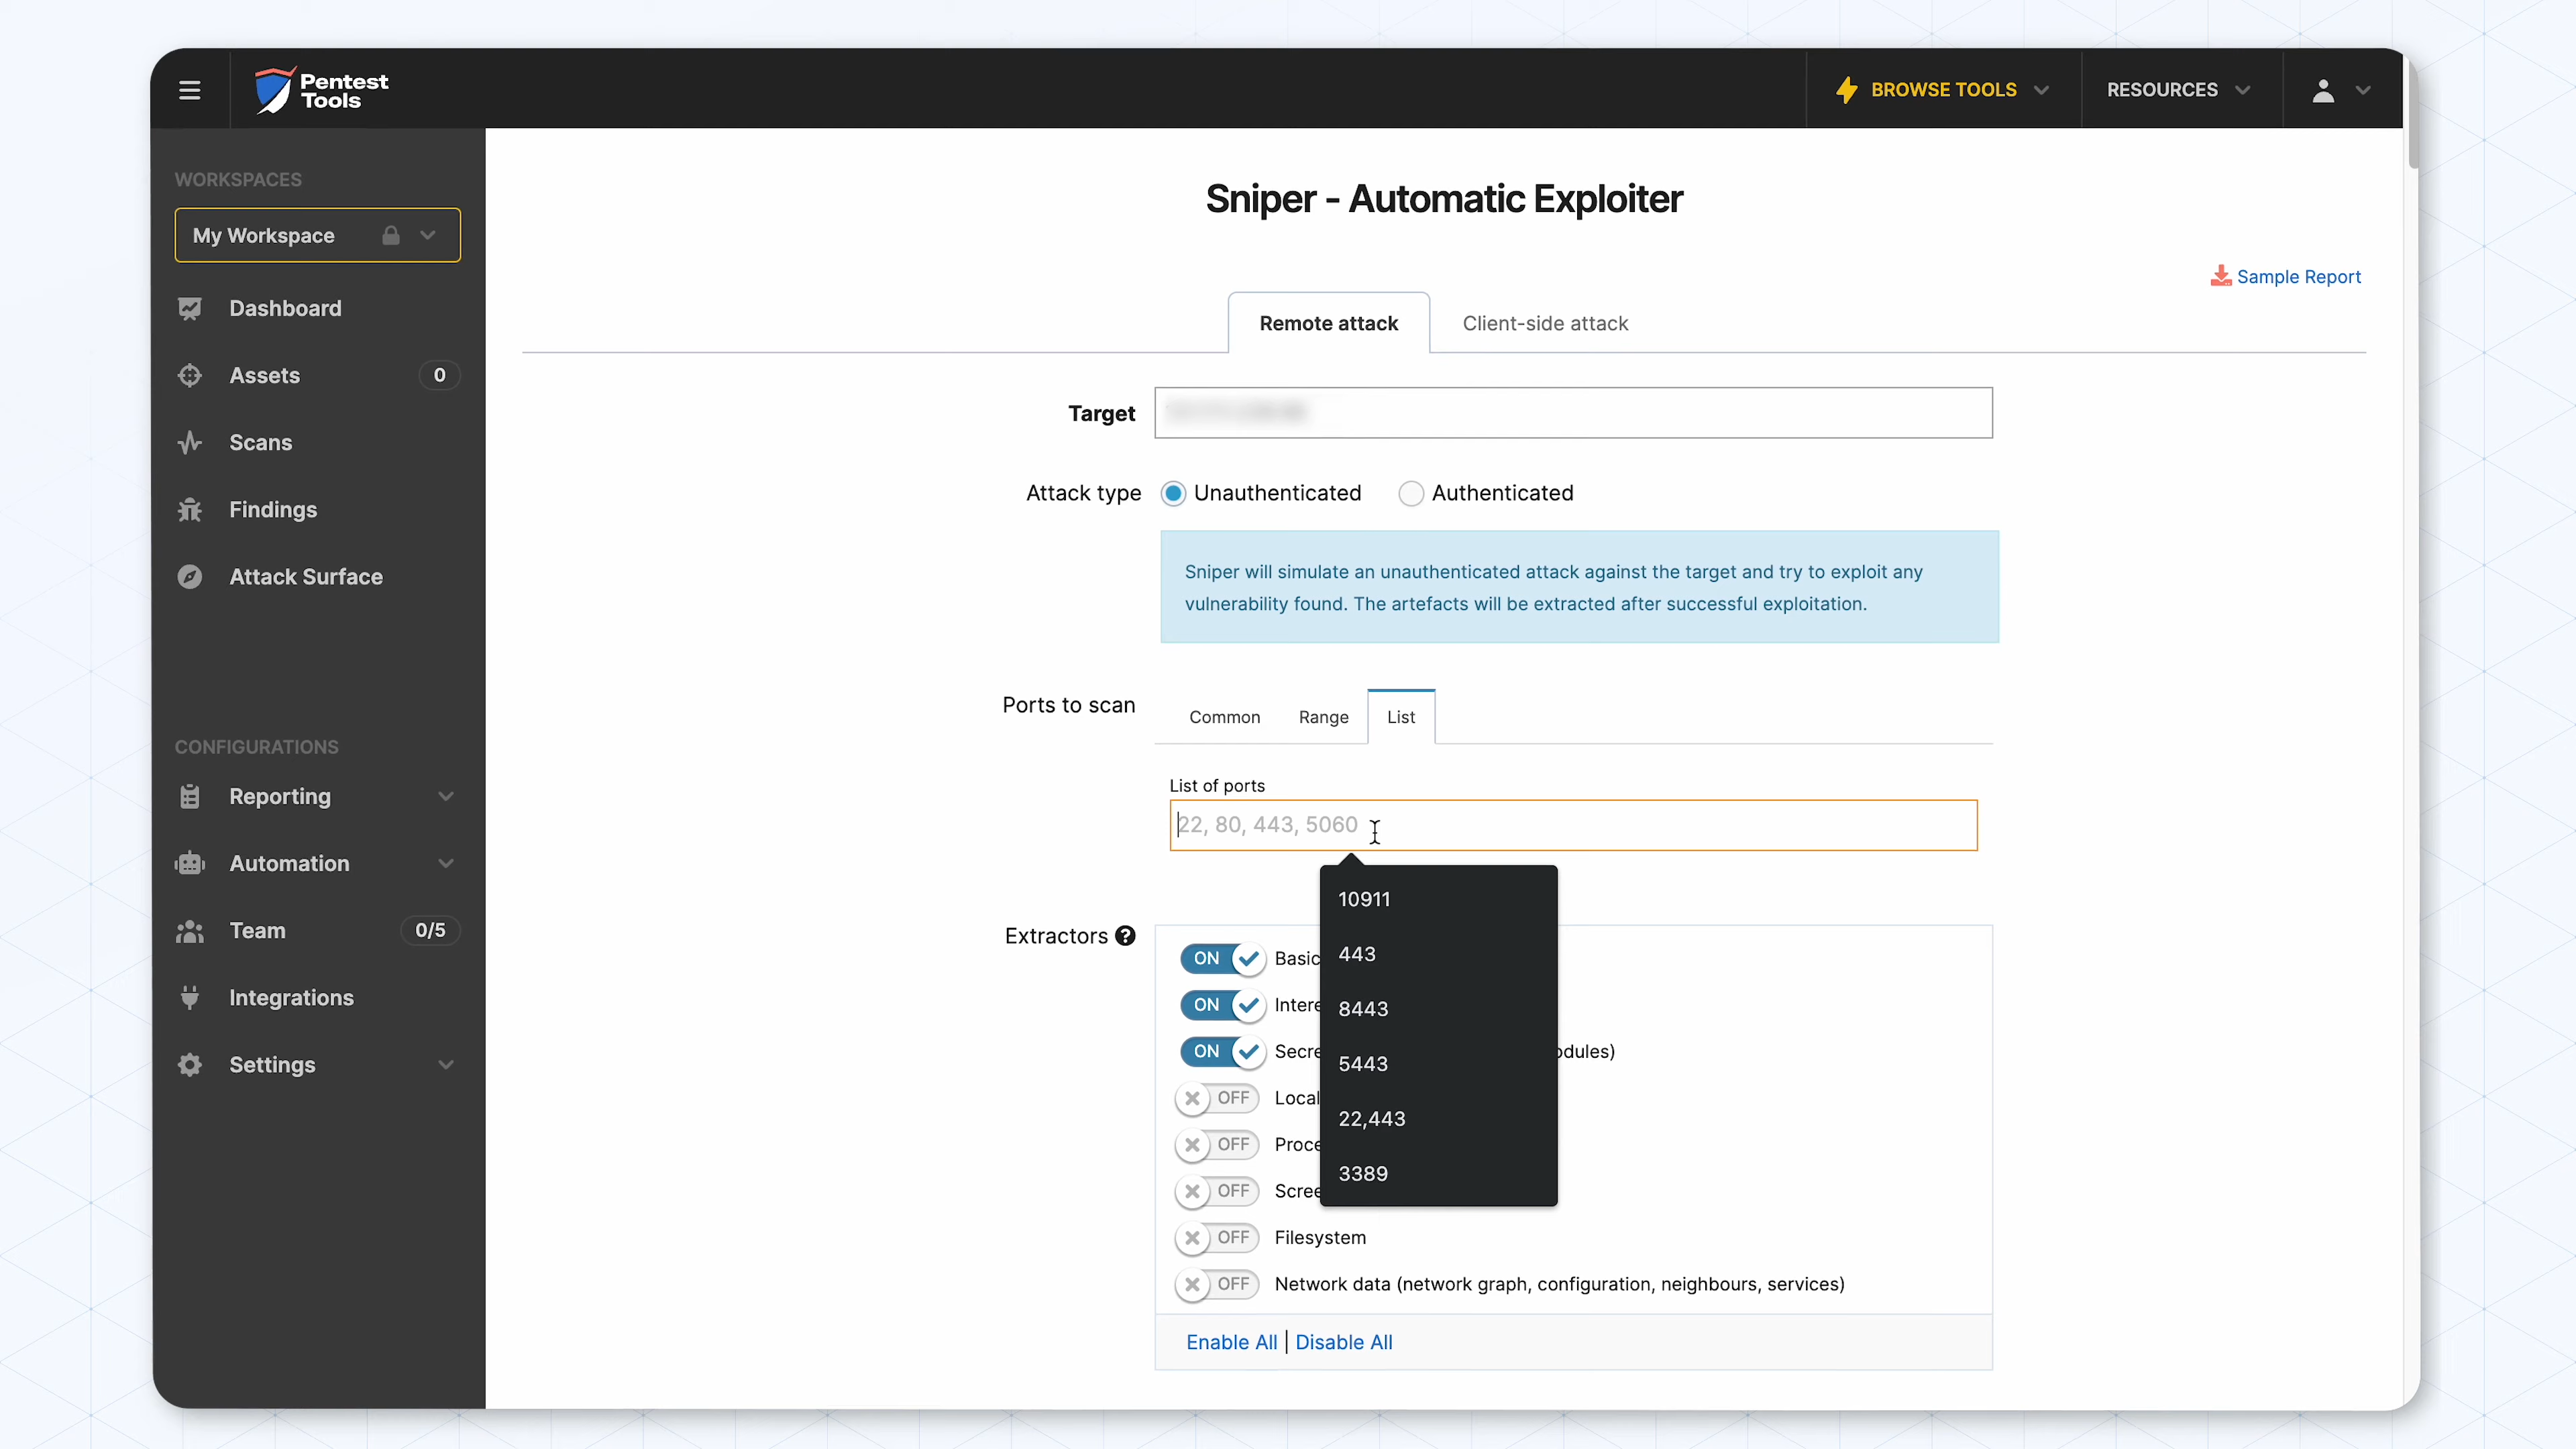 Pentest
Tools
BROWSE TOOLS
RESOURCES
WORKSPACES
My Workspace
Dashboard
Assets 0
Scans
Findings
Attack Surface
CONFIGURATIONS
Reporting
Automation
Team 0/5
Integrations
Settings
Sniper - Automatic Exploiter
Sample Report
Remote attack Client-side attack
Target
Attack type Unauthenticated Authenticated
Sniper will simulate an unauthenticated attack against the target and try to exploit any
vulnerability found. The artefacts will be extracted after successful exploitation.
Ports to scan
Common Range List
List of ports
22, 80, 443, 5060
10911
443
8443
5443
22,443
3389
Extractors ?
ON Basic
ON
ON
OFF Local
OFF
OFF
OFF Filesystem
OFF Network data (network graph, configuration, neighbours, services)
Enable All | Disable All